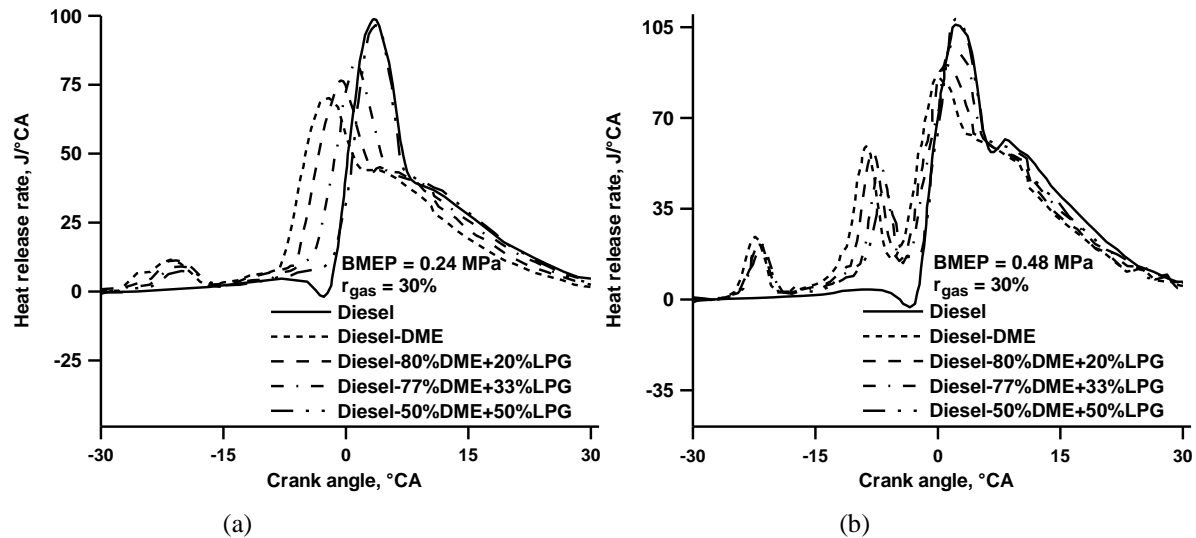 100
75
50
25
0
-25
Heat release rate, J/°CA
BMEP = 0.24 MPa
r_gas = 30%
Diesel
Diesel-DME
Diesel-80%DME+20%LPG
Diesel-77%DME+33%LPG
Diesel-50%DME+50%LPG
-30 -15 0 15 30
Crank angle, °CA
(a)
105
70
35
0
-35
Heat release rate, J/°CA
BMEP = 0.48 MPa
r_gas = 30%
Diesel
Diesel-DME
Diesel-80%DME+20%LPG
Diesel-77%DME+33%LPG
Diesel-50%DME+50%LPG
-30 -15 0 15 30
Crank angle, °CA
(b)